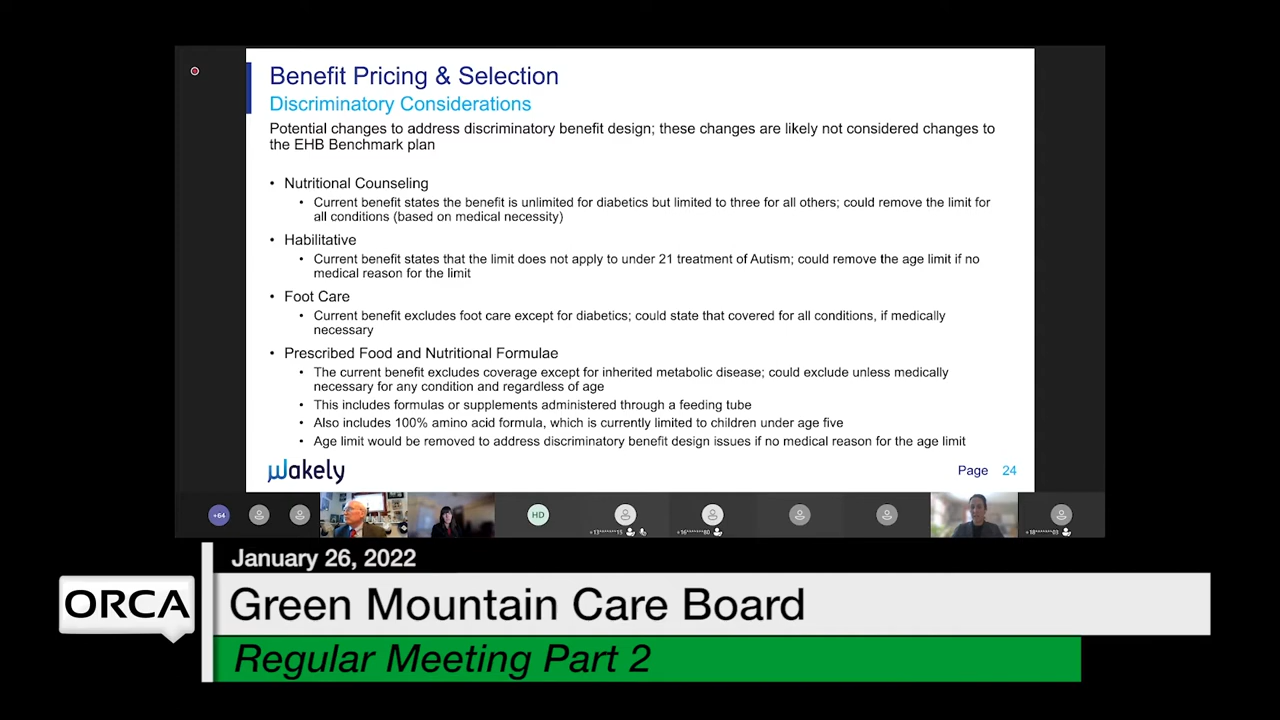 Benefit Pricing & Selection
Discriminatory Considerations
Potential changes to address discriminatory benefit design; these changes are likely not considered changes to
the EHB Benchmark plan
• Nutritional Counseling
• Current benefit states the benefit is unlimited for diabetics but limited to three for all others; could remove the limit for
all conditions (based on medical necessity)
• Habilitative
• Current benefit states that the limit does not apply to under 21 treatment of Autism; could remove the age limit if no
medical reason for the limit
• Foot Care
• Current benefit excludes foot care except for diabetics; could state that covered for all conditions, if medically
necessary
• Prescribed Food and Nutritional Formulae
• The current benefit excludes coverage except for inherited metabolic disease; could exclude unless medically
necessary for any condition and regardless of age
• This includes formulas or supplements administered through a feeding tube
• Also includes 100% amino acid formula, which is currently limited to children under age five
• Age limit would be removed to address discriminatory benefit design issues if no medical reason for the age limit
wakely
Page 24
+64
HD
+13*******15
+16*******80
+18*******03
January 26, 2022
ORCA
Green Mountain Care Board
Regular Meeting Part 2